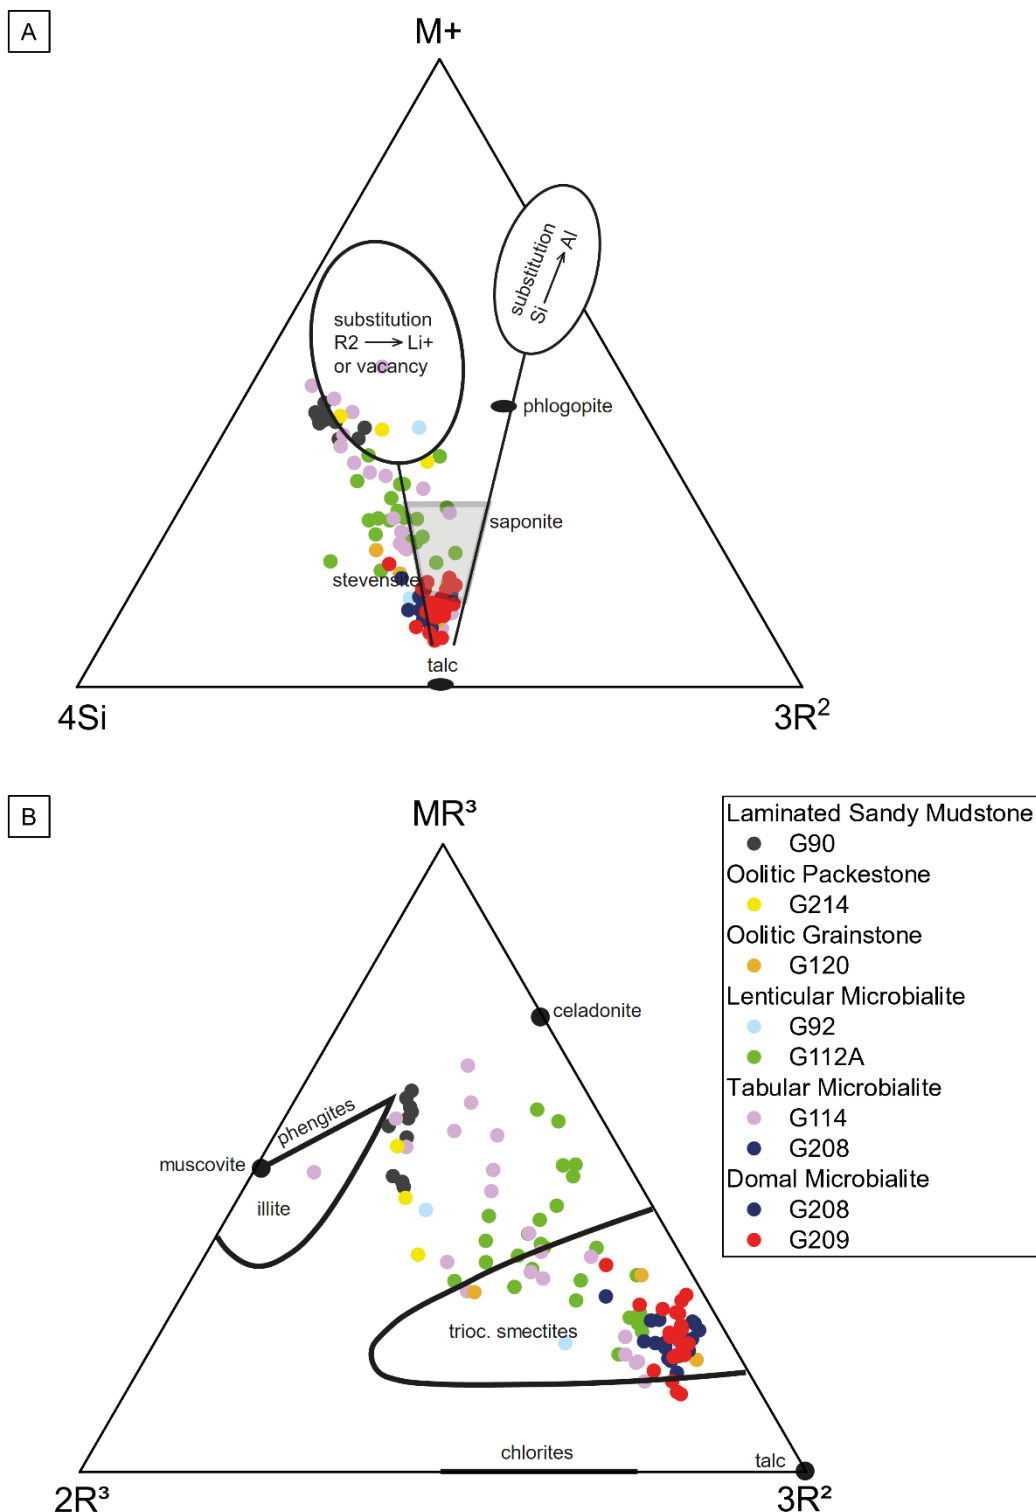 A
M+
substitution
Si → Al
substitution
R2 → Li+
or vacancy
phlogopite
saponite
stevensite
talc
4Si
3R²
B
MR³
celadonite
phengites
muscovite
illite
trioc. smectites
chlorites
talc
2R³
3R²
Laminated Sandy Mudstone
G90
Oolitic Packestone
G214
Oolitic Grainstone
G120
Lenticular Microbialite
G92
G112A
Tabular Microbialite
G114
G208
Domal Microbialite
G208
G209